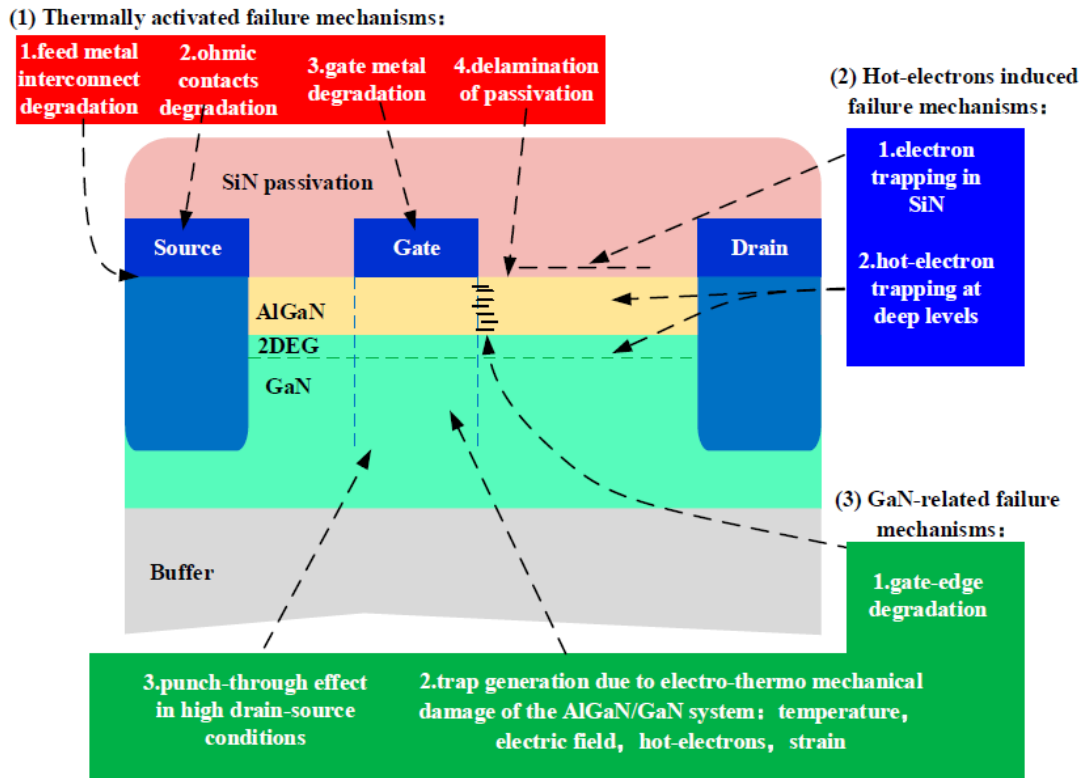 (1) Thermally activated failure mechanisms:
1.feed metal
interconnect
degradation
2.ohmic
contacts
degradation
3.gate metal
degradation
4.delamination
of passivation
(2) Hot-electrons induced
failure mechanisms:
1.electron
trapping in
SiN
2.hot-electron
trapping at
deep levels
SiN passivation
Source
Gate
Drain
AlGaN
2DEG
GaN
Buffer
(3) GaN-related failure
mechanisms:
1.gate-edge
degradation
3.punch-through effect
in high drain-source
conditions
2.trap generation due to electro-thermo mechanical
damage of the AlGaN/GaN system: temperature,
electric field, hot-electrons, strain